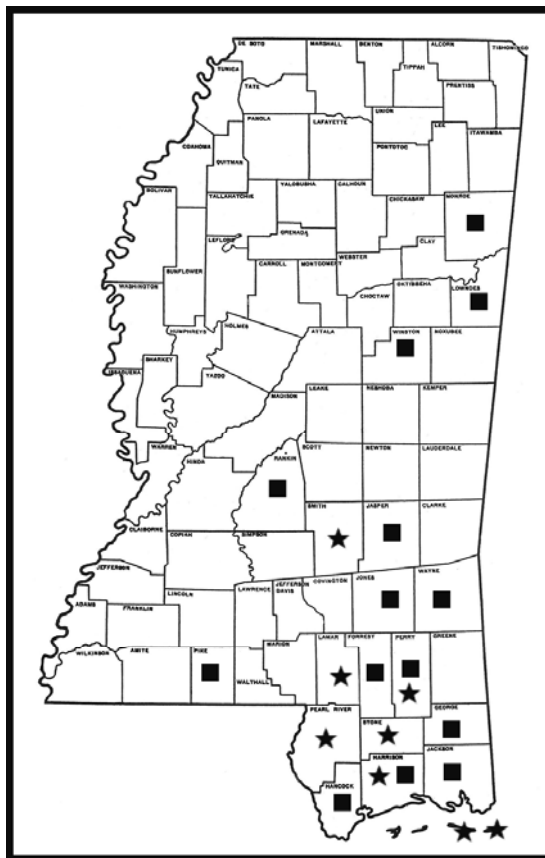 DE SOTO
MARSHALL
BENTON
ALCORN
TISHOMINGO
TUNICA
TIPPAH
TATE
PRENTISS
PANOLA
LAFAYETTE
UNION
LEE
ITAWAMBA
COAHOMA
QUITMAN
PONTOTOC
BOLIVAR
TALLAHATCHIE
YALOBUSHA
CALHOUN
CHICKASAW
MONROE
LEFLORE
GRENADA
CLAY
SUNFLOWER
CARROLL
MONTGOMERY
WEBSTER
WASHINGTON
CHOCTAW
OKTIBBEHA
LOWNDES
HUMPHREYS
HOLMES
ATTALA
WINSTON
NOXUBEE
SHARKEY
ISSAQUENA
YAZOO
MADISON
LEAKE
NESHOBA
KEMPER
WARREN
HINDS
RANKIN
SCOTT
NEWTON
LAUDERDALE
CLAIBORNE
COPIAH
SIMPSON
SMITH
JASPER
CLARKE
JEFFERSON
LINCOLN
LAWRENCE
JEFFERSON
DAVIS
COVINGTON
JONES
WAYNE
ADAMS
FRANKLIN
WILKINSON
AMITE
PIKE
WALTHALL
MARION
LAMAR
FORREST
PERRY
GREENE
PEARL RIVER
STONE
GEORGE
HANCOCK
HARRISON
JACKSON